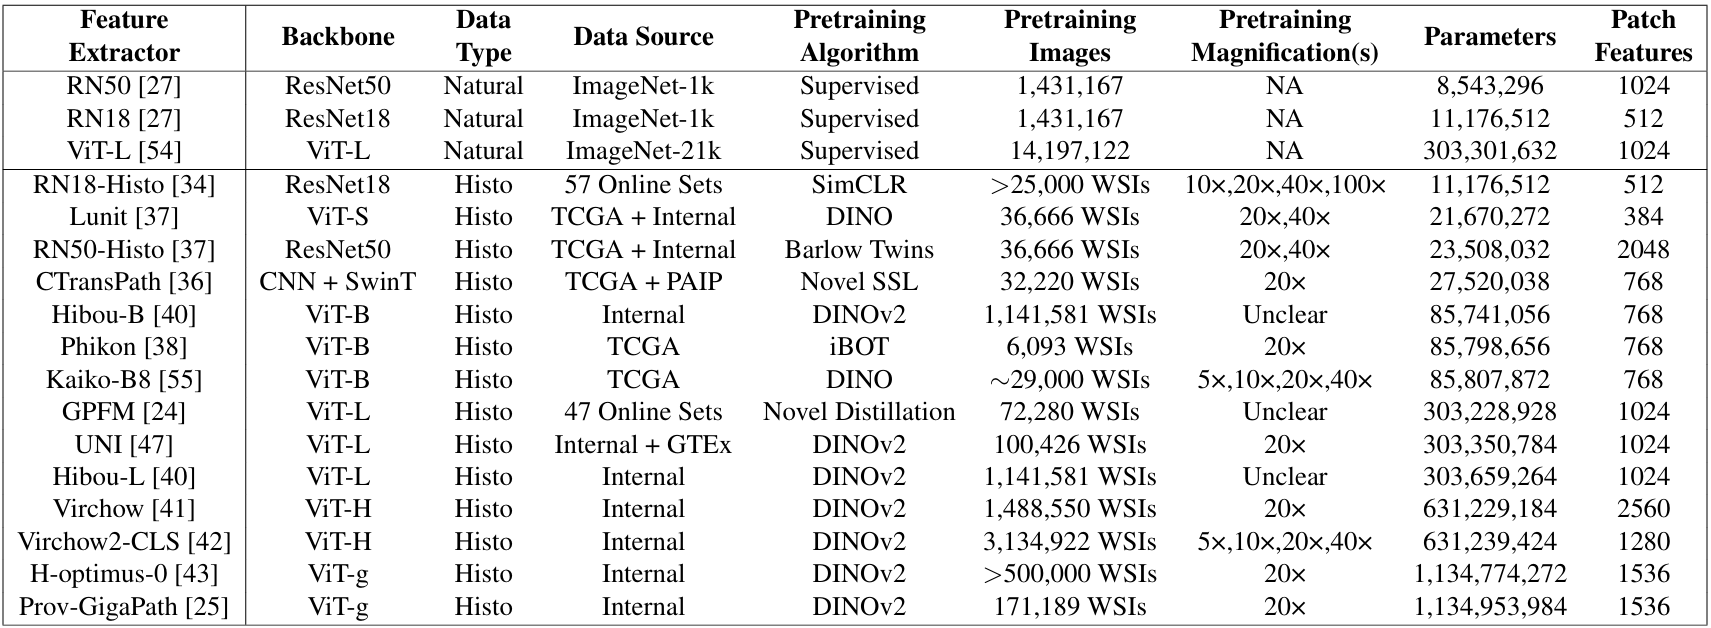 Feature Extractor Backbone Data Type Data Source Pretraining Algorithm Pretraining Images Pretraining Magnification(s) Parameters Patch Features
RN50 [27] ResNet50 Natural ImageNet-1k Supervised 1,431,167 NA 8,543,296 1024
RN18 [27] ResNet18 Natural ImageNet-1k Supervised 1,431,167 NA 11,176,512 512
ViT-L [54] ViT-L Natural ImageNet-21k Supervised 14,197,122 NA 303,301,632 1024
RN18-Histo [34] ResNet18 Histo 57 Online Sets SimCLR >25,000 WSIs 10×,20×,40×,100× 11,176,512 512
Lunit [37] ViT-S Histo TCGA + Internal DINO 36,666 WSIs 20×,40× 21,670,272 384
RN50-Histo [37] ResNet50 Histo TCGA + Internal Barlow Twins 36,666 WSIs 20×,40× 23,508,032 2048
CTransPath [36] CNN + SwinT Histo TCGA + PAIP Novel SSL 32,220 WSIs 20× 27,520,038 768
Hibou-B [40] ViT-B Histo Internal DINOv2 1,141,581 WSIs Unclear 85,741,056 768
Phikon [38] ViT-B Histo TCGA iBOT 6,093 WSIs 20× 85,798,656 768
Kaiko-B8 [55] ViT-B Histo TCGA DINO ∼29,000 WSIs 5×,10×,20×,40× 85,807,872 768
GPFM [24] ViT-L Histo 47 Online Sets Novel Distillation 72,280 WSIs Unclear 303,228,928 1024
UNI [47] ViT-L Histo Internal + GTEx DINOv2 100,426 WSIs 20× 303,350,784 1024
Hibou-L [40] ViT-L Histo Internal DINOv2 1,141,581 WSIs Unclear 303,659,264 1024
Virchow [41] ViT-H Histo Internal DINOv2 1,488,550 WSIs 20× 631,229,184 2560
Virchow2-CLS [42] ViT-H Histo Internal DINOv2 3,134,922 WSIs 5×,10×,20×,40× 631,239,424 1280
H-optimus-0 [43] ViT-g Histo Internal DINOv2 >500,000 WSIs 20× 1,134,774,272 1536
Prov-GigaPath [25] ViT-g Histo Internal DINOv2 171,189 WSIs 20× 1,134,953,984 1536